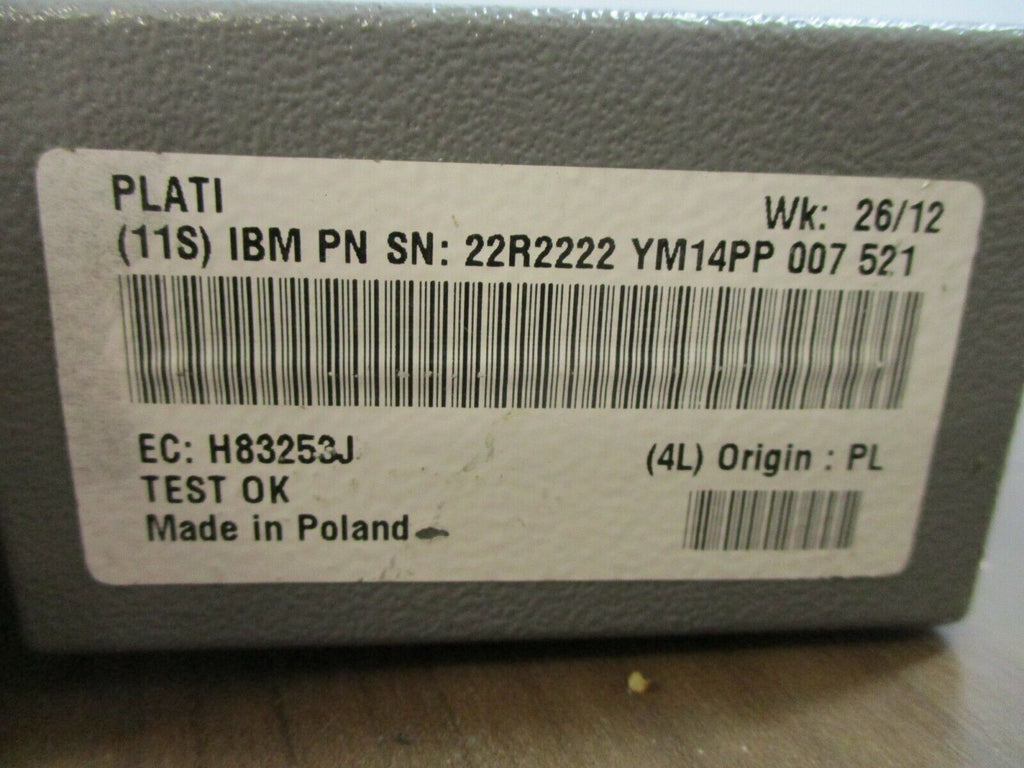 PLATI
Wk: 26/12
(11S) IBM PN SN: 22R2222 YM14PP 007 521
EC: H83253J
(4L) Origin : PL
TEST OK
Made in Poland